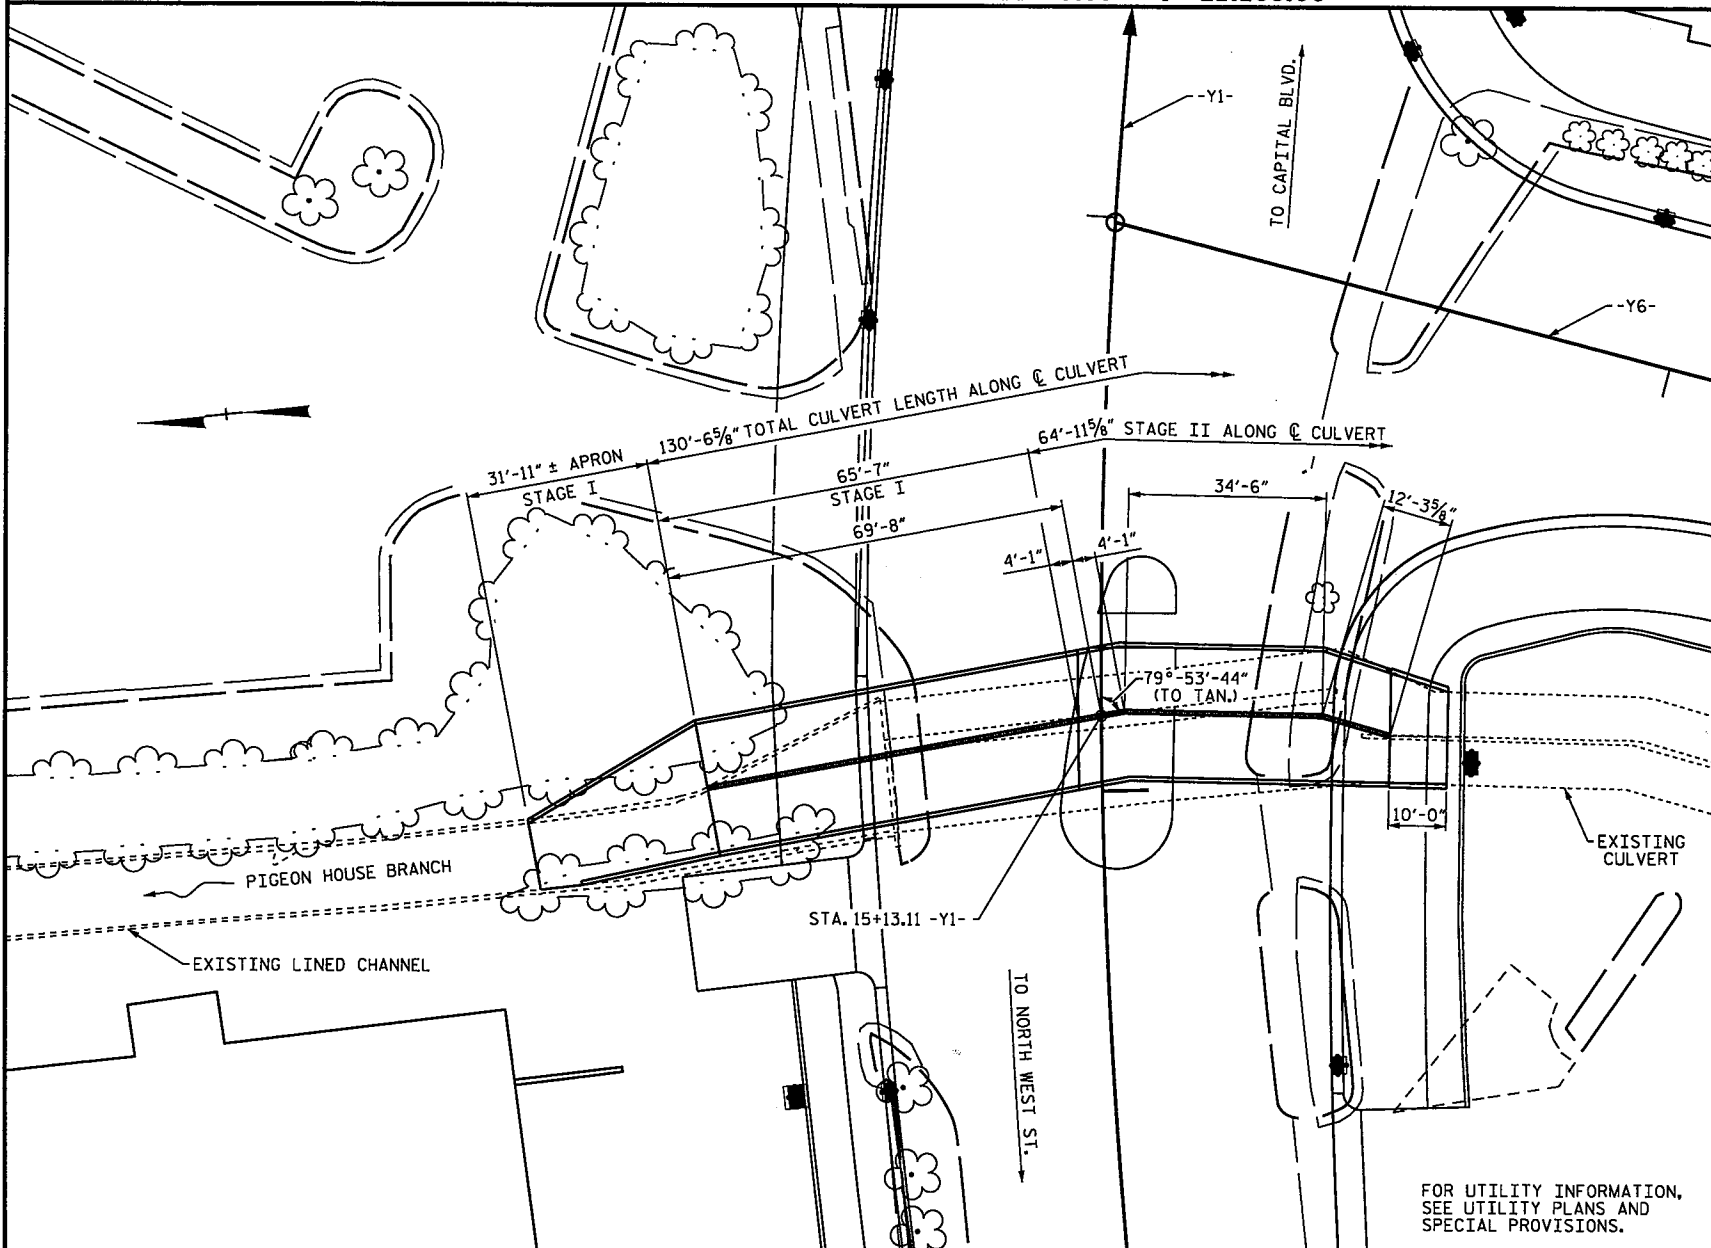 -Y1-
TO CAPITAL BLVD.
-Y6-
130'-6⅝" TOTAL CULVERT LENGTH ALONG ℄ CULVERT
64'-11⅝" STAGE II ALONG ℄ CULVERT
31'-11" ± APRON
STAGE I
65'-7"
STAGE I
69'-8"
34'-6"
12'-3⅝"
4'-1"
4'-1"
79°-53'-44"
(TO TAN.)
10'-0"
EXISTING
CULVERT
PIGEON HOUSE BRANCH
STA. 15+13.11 -Y1-
EXISTING LINED CHANNEL
TO NORTH WEST ST.
FOR UTILITY INFORMATION,
SEE UTILITY PLANS AND
SPECIAL PROVISIONS.